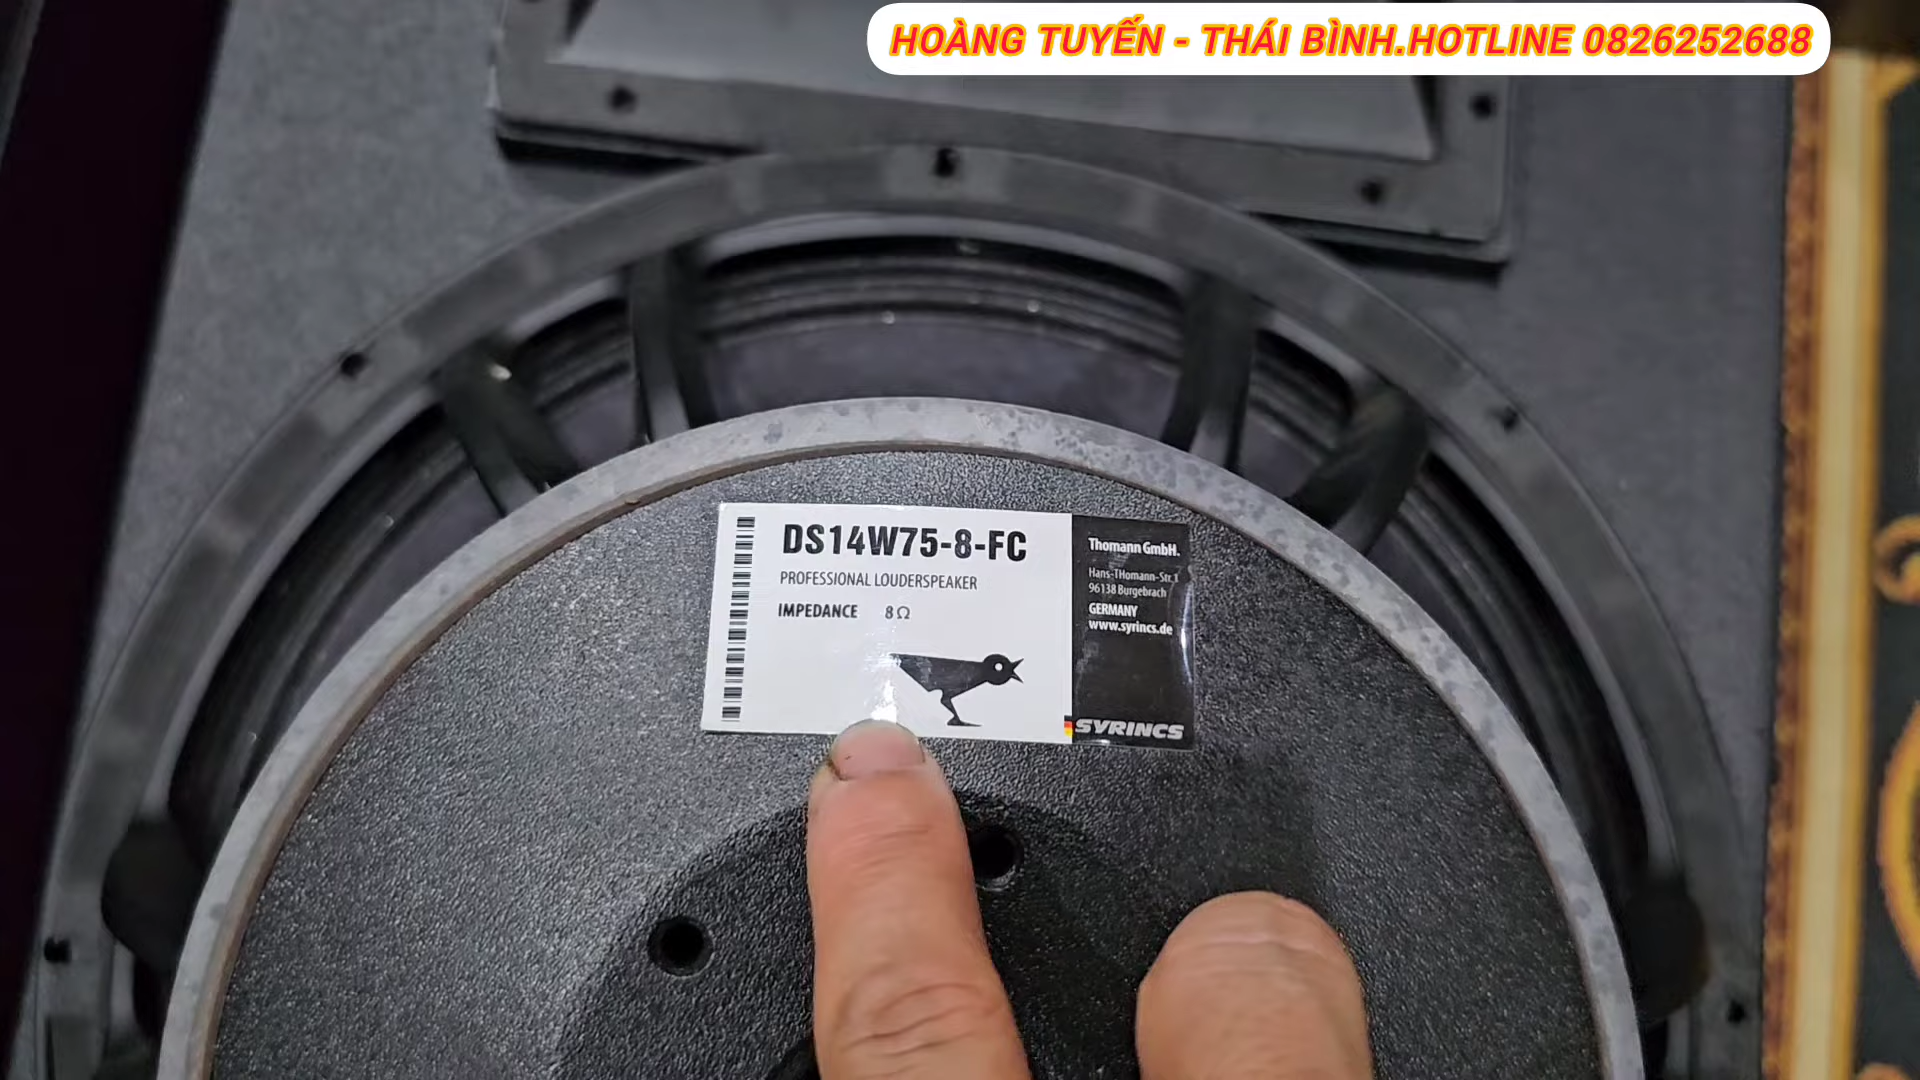 HOÀNG TUYẾN - THÁI BÌNH.HOTLINE 0826252688
DS14W75-8-FC
PROFESSIONAL LOUDERSPEAKER
IMPEDANCE 8Ω
Thomann GmbH.
Hans-THomann-Str.1
96138 Burgebrach
GERMANY
www.syrincs.de
SYRINCS